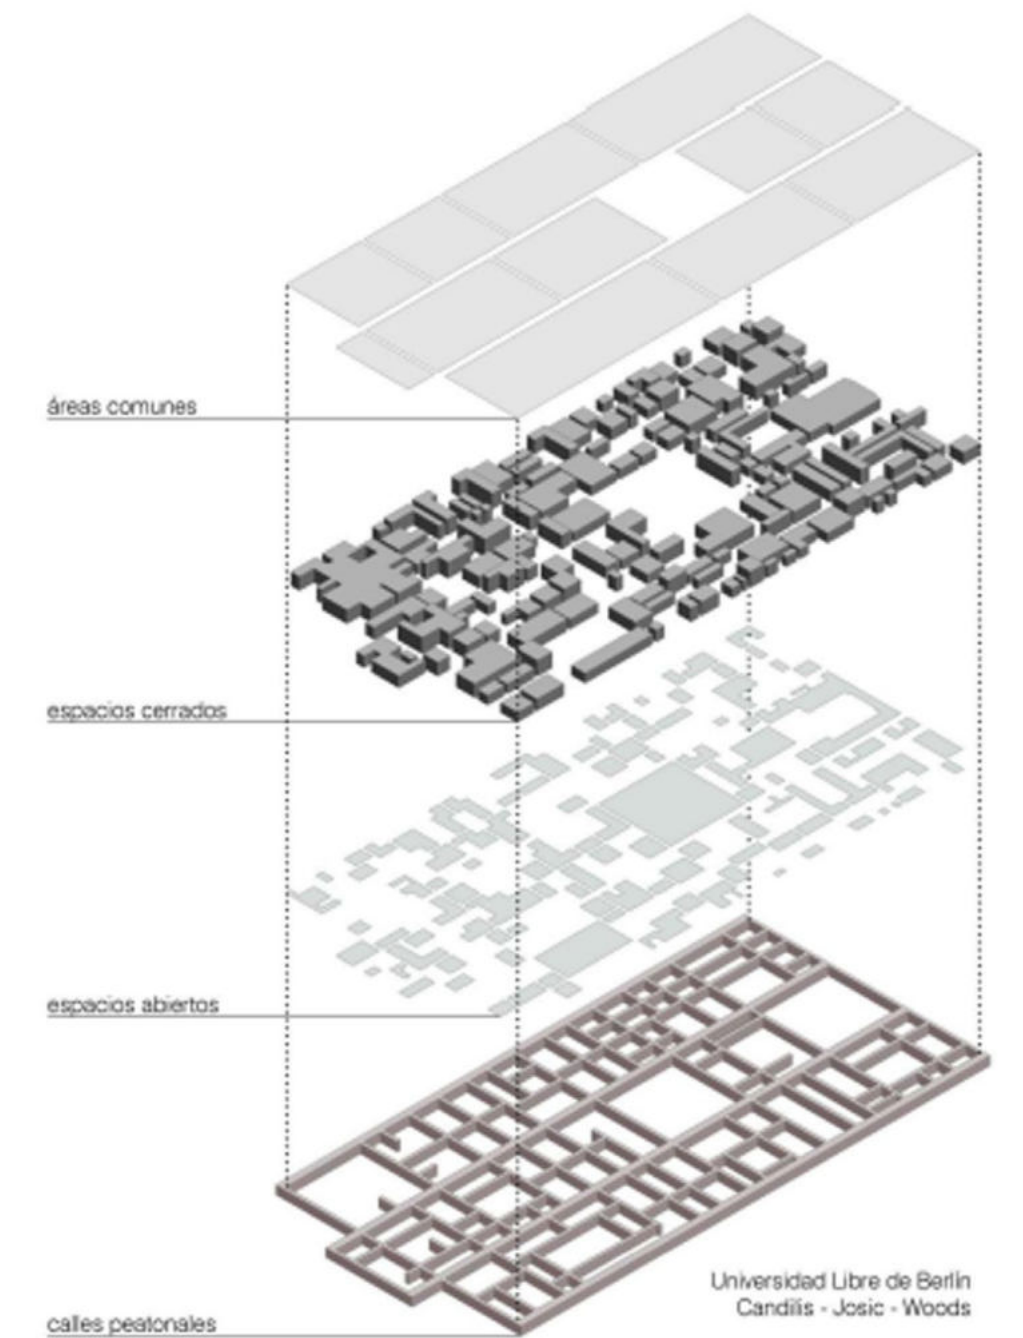 áreas comunes
espacios cerrados
espacios abiertos
Universidad Libre de Berlín
Candilis - Josic - Woods
calles peatonales